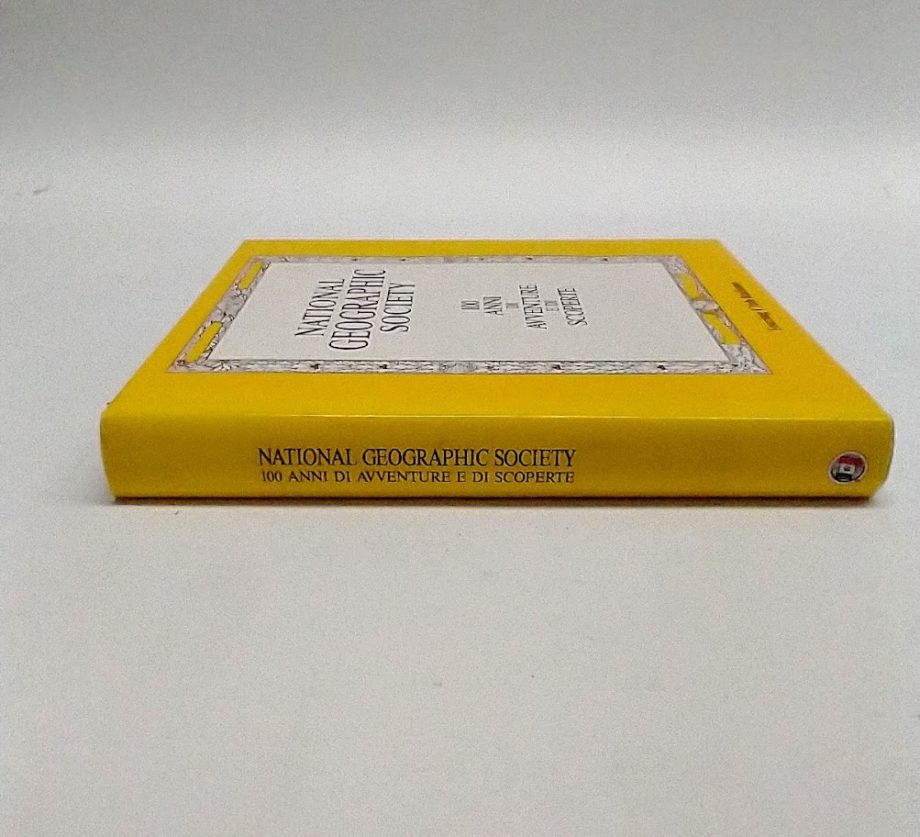 NATIONAL
GEOGRAPHIC
SOCIETY
100
ANNI
DI
AVVENTURE
E DI
SCOPERTE
NATIONAL GEOGRAPHIC SOCIETY
100 ANNI DI AVVENTURE E DI SCOPERTE